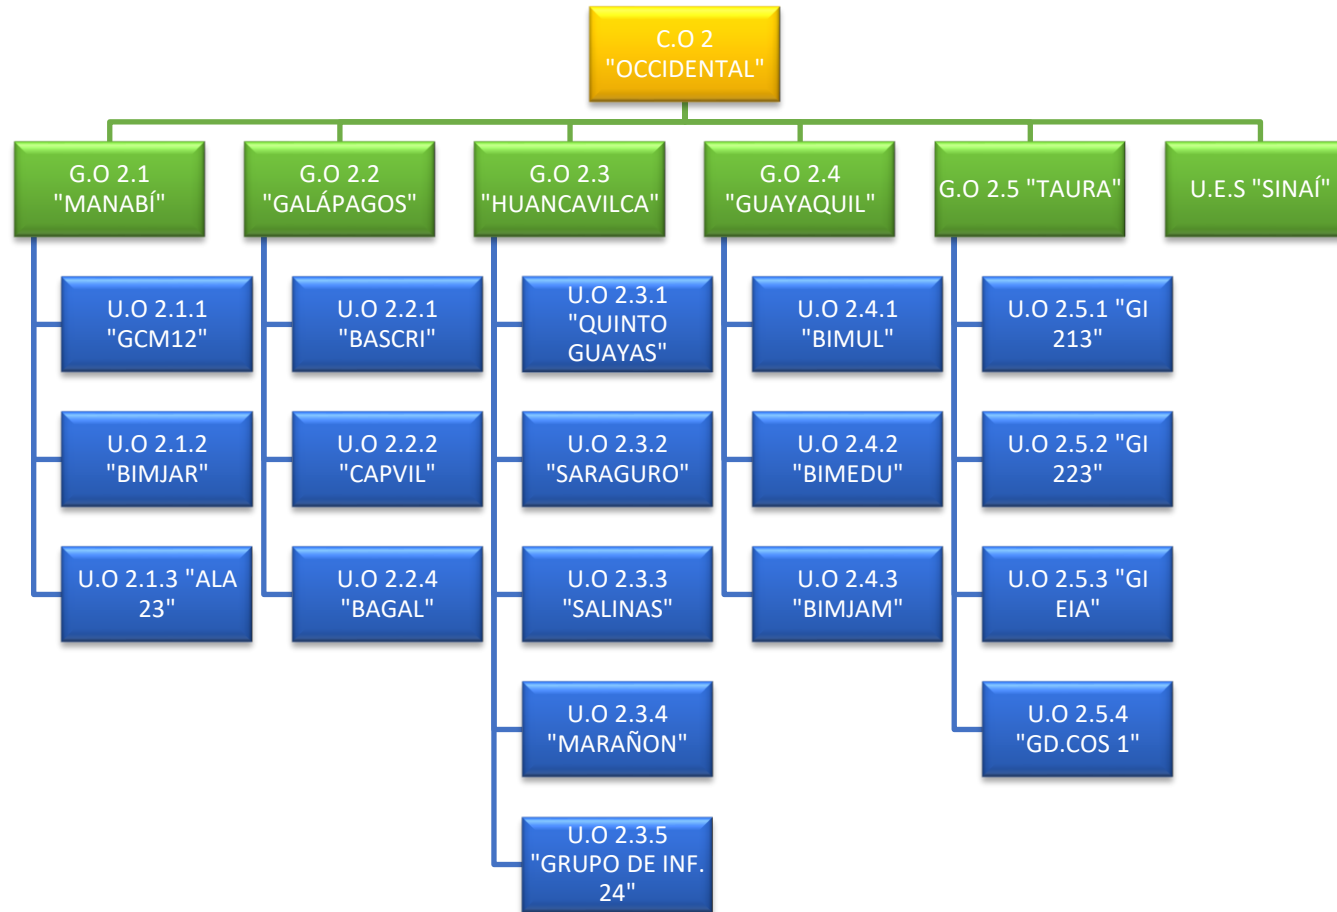 C.O 2
"OCCIDENTAL"
G.O 2.1
"MANABÍ"
G.O 2.2
"GALÁPAGOS"
G.O 2.3
"HUANCAVILCA"
G.O 2.4
"GUAYAQUIL"
G.O 2.5 "TAURA"
U.E.S "SINAÍ"
U.O 2.1.1
"GCM12"
U.O 2.1.2
"BIMJAR"
U.O 2.1.3 "ALA
23"
U.O 2.2.1
"BASCRI"
U.O 2.2.2
"CAPVIL"
U.O 2.2.4
"BAGAL"
U.O 2.3.1
"QUINTO
GUAYAS"
U.O 2.3.2
"SARAGURO"
U.O 2.3.3
"SALINAS"
U.O 2.3.4
"MARAÑON"
U.O 2.3.5
"GRUPO DE INF.
24"
U.O 2.4.1
"BIMUL"
U.O 2.4.2
"BIMEDU"
U.O 2.4.3
"BIMJAM"
U.O 2.5.1 "GI
213"
U.O 2.5.2 "GI
223"
U.O 2.5.3 "GI
EIA"
U.O 2.5.4
"GD.COS 1"